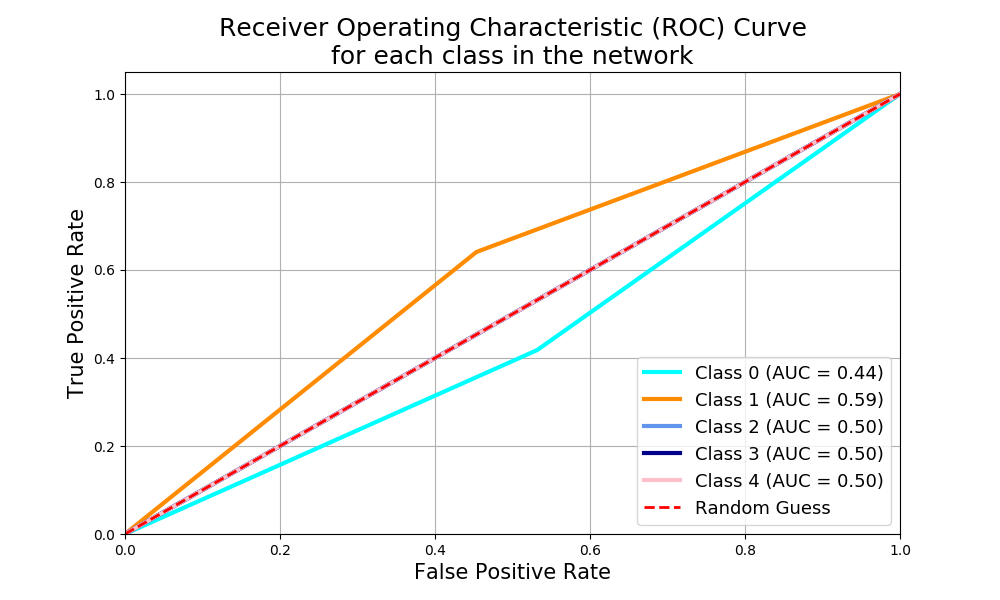 Receiver Operating Characteristic (ROC) Curve
for each class in the network
True Positive Rate
1.0
0.8
0.6
0.4
0.2
0.0
0.0 0.2 0.4 0.6 0.8 1.0
False Positive Rate
Class 0 (AUC = 0.44)
Class 1 (AUC = 0.59)
Class 2 (AUC = 0.50)
Class 3 (AUC = 0.50)
Class 4 (AUC = 0.50)
Random Guess